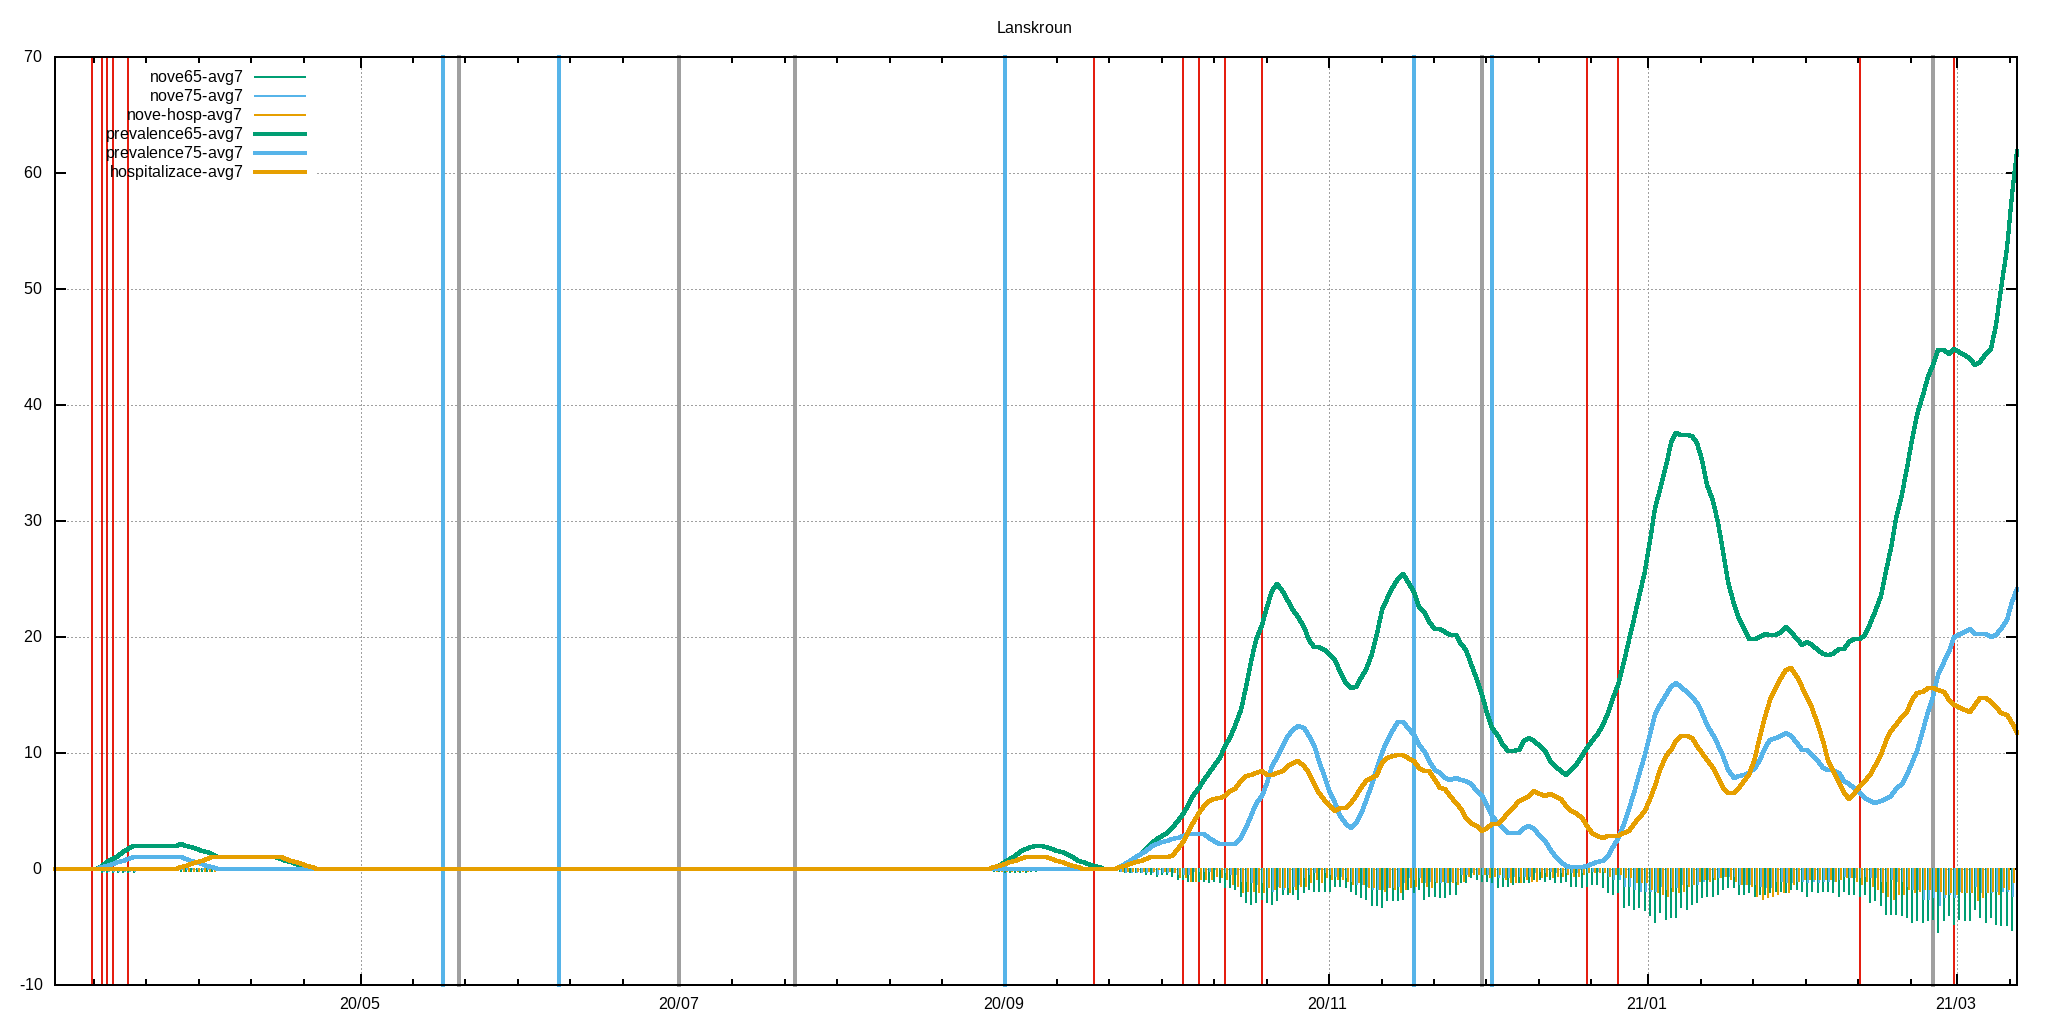 Lanskroun
70
60
50
40
30
20
10
0
-10
nove65-avg7
nove75-avg7
nove-hosp-avg7
prevalence65-avg7
prevalence75-avg7
hospitalizace-avg7
20/05 20/07 20/09 20/11 21/01 21/03